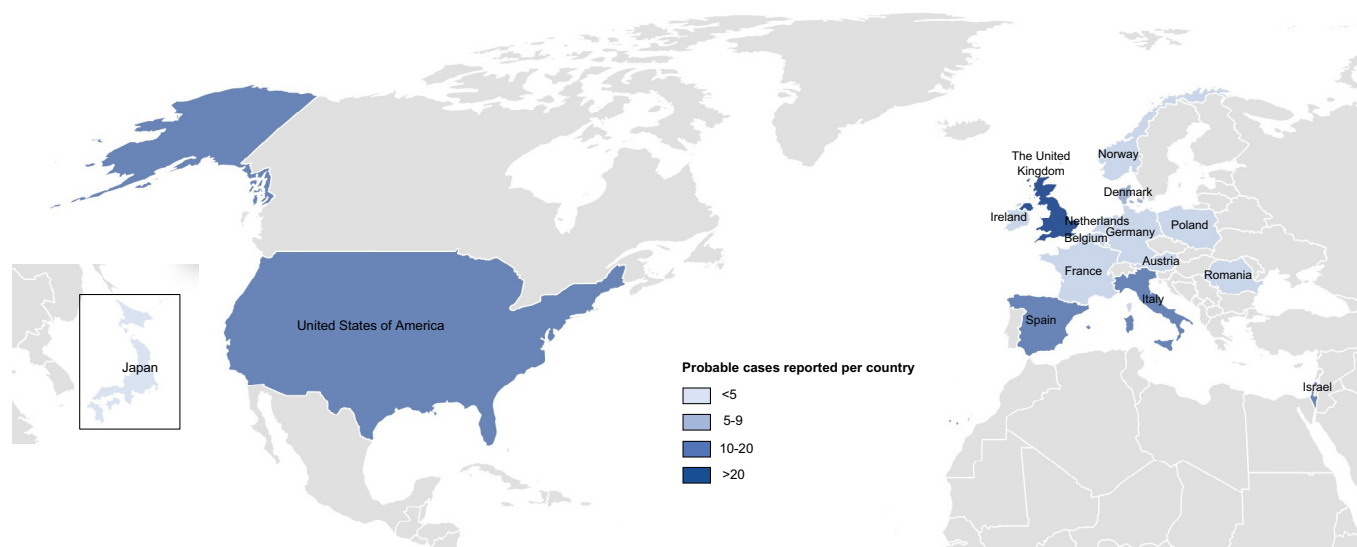 The United
Kingdom
Norway
Denmark
Ireland
Netherlands
Germany
Belgium
Poland
Austria
France
Romania
Italy
Spain
Israel
United States of America
Japan
Probable cases reported per country
<5
5-9
10-20
>20